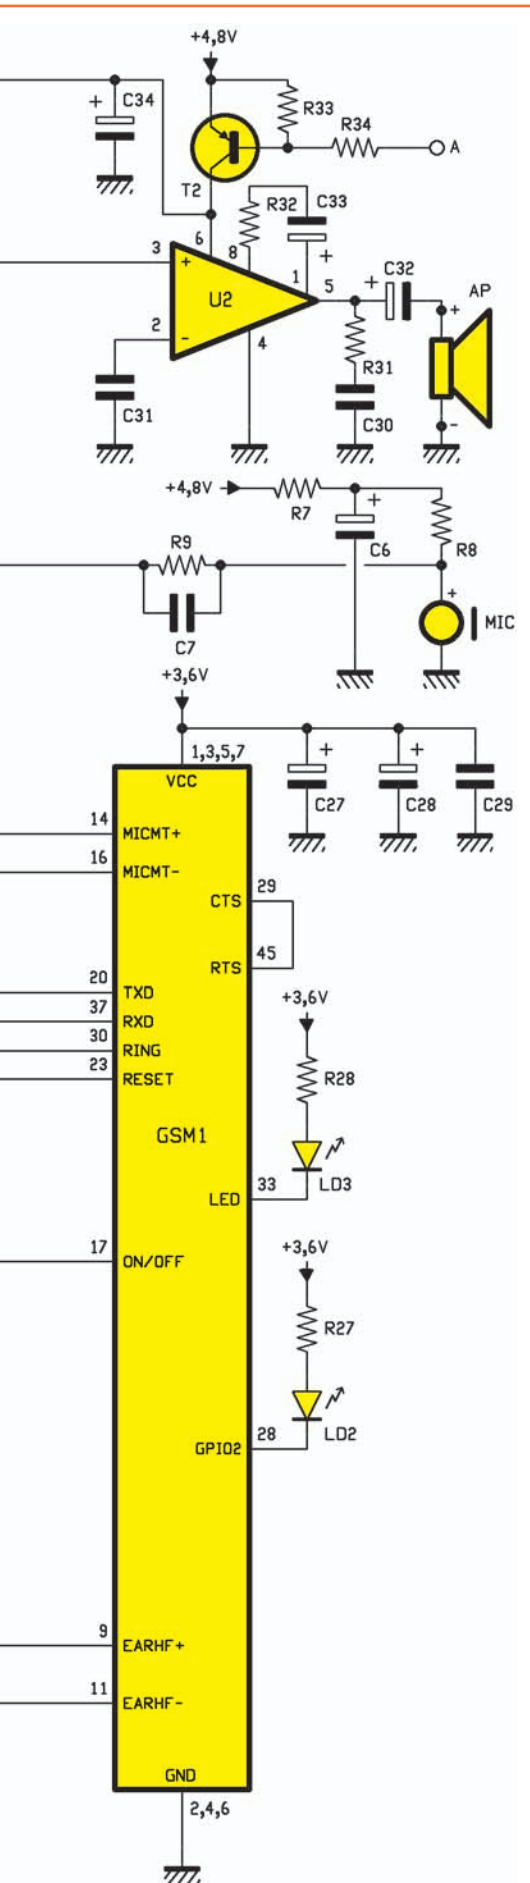 +4,8V
+ C34
R33
R34
A
T2
R32 C33
+
6
8
3
1
5
+ C32
AP
+
U2
+
2
-
4
R31
C31
C30
-
+4,8V
R7
+
C6
R8
R9
C7
+
MIC
+3,6V
1,3,5,7
VCC
+
C27
+
C28
C29
14
MICMT+
16
MICMT-
29
CTS
45
RTS
20
TXD
37
RXD
30
RING
23
RESET
+3,6V
R28
GSM1
LD3
33
LED
+3,6V
17
ON/OFF
R27
LD2
28
GPIO2
9
EARHF+
11
EARHF-
GND
2,4,6